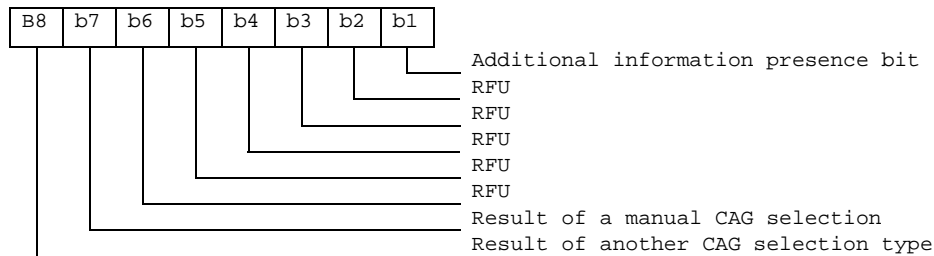 B8 b7 b6 b5 b4 b3 b2 b1
Additional information presence bit
RFU
RFU
RFU
RFU
RFU
Result of a manual CAG selection
Result of another CAG selection type